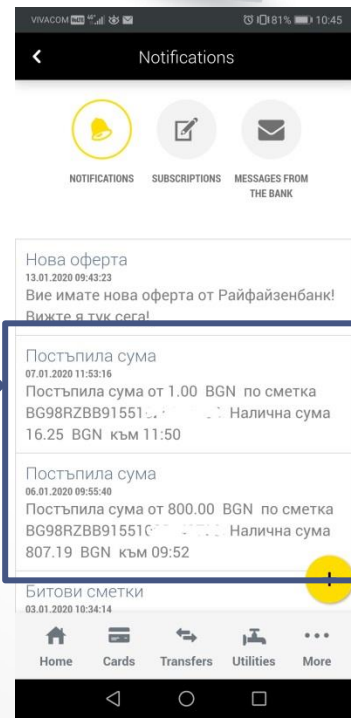 VIVACOM 81% 10:45
Notifications
NOTIFICATIONS SUBSCRIPTIONS MESSAGES FROM
THE BANK
Нова оферта
13.01.2020 09:43:23
Вие имате нова оферта от Райфайзенбанк!
Вижте я тук сега!
Постъпила сума
07.01.2020 11:53:16
Постъпила сума от 1.00 BGN по сметка
BG98RZBB91551 Налична сума
16.25 BGN към 11:50
Постъпила сума
06.01.2020 09:55:40
Постъпила сума от 800.00 BGN по сметка
BG98RZBB91551 Налична сума
807.19 BGN към 09:52
Битови сметки
03.01.2020 10:34:14
Home Cards Transfers Utilities More